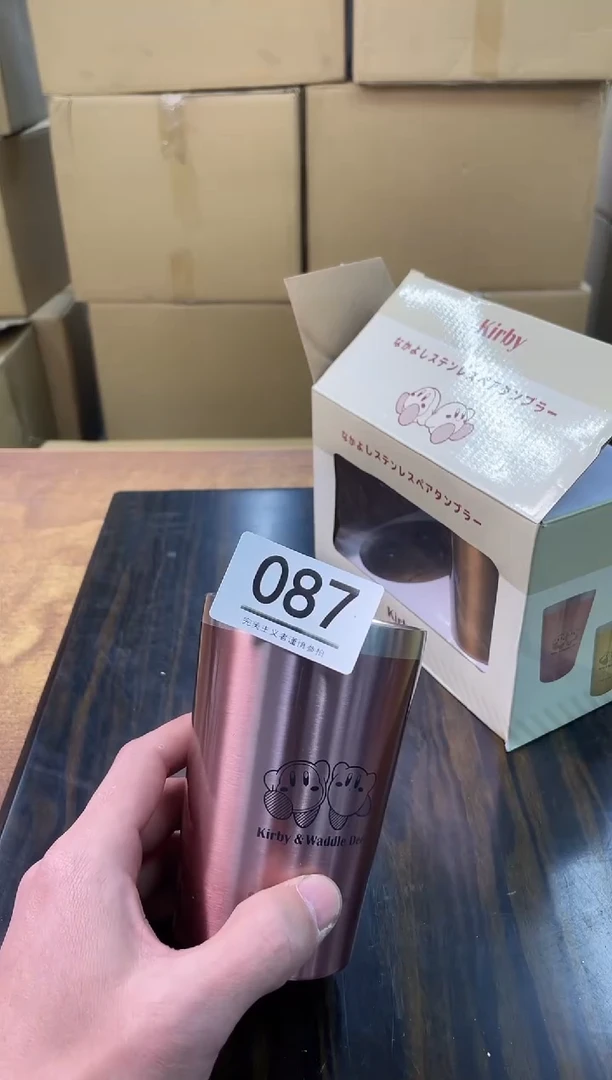 Kirby
なかよしステンレスペアタンブラー
なかよしステンレスペアタンブラー
087
完美主义者谨慎参拍
Kirby & Waddle Dee